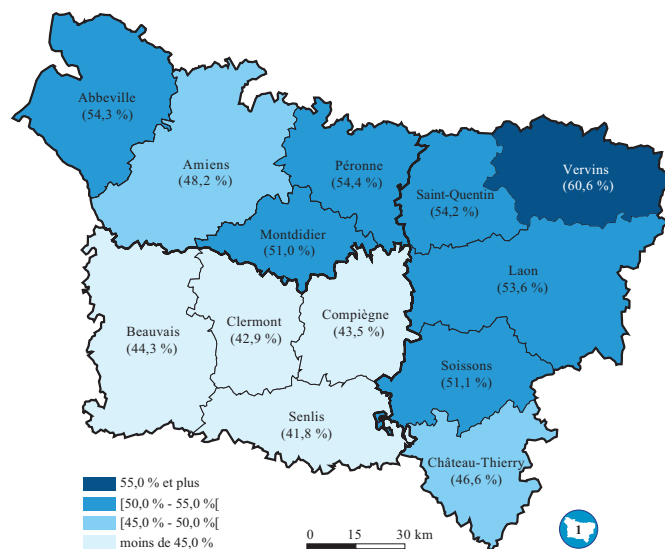 Abbeville
(54,3 %)
Amiens
(48,2 %)
Péronne
(54,4 %)
Saint-Quentin
(54,2 %)
Vervins
(60,6 %)
Montdidier
(51,0 %)
Laon
(53,6 %)
Beauvais
(44,3 %)
Clermont
(42,9 %)
Compiègne
(43,5 %)
Soissons
(51,1 %)
Senlis
(41,8 %)
Château-Thierry
(46,6 %)
55,0 % et plus
[50,0 % - 55,0 %[
[45,0 % - 50,0 %[
moins de 45,0 %
0 15 30 km
1